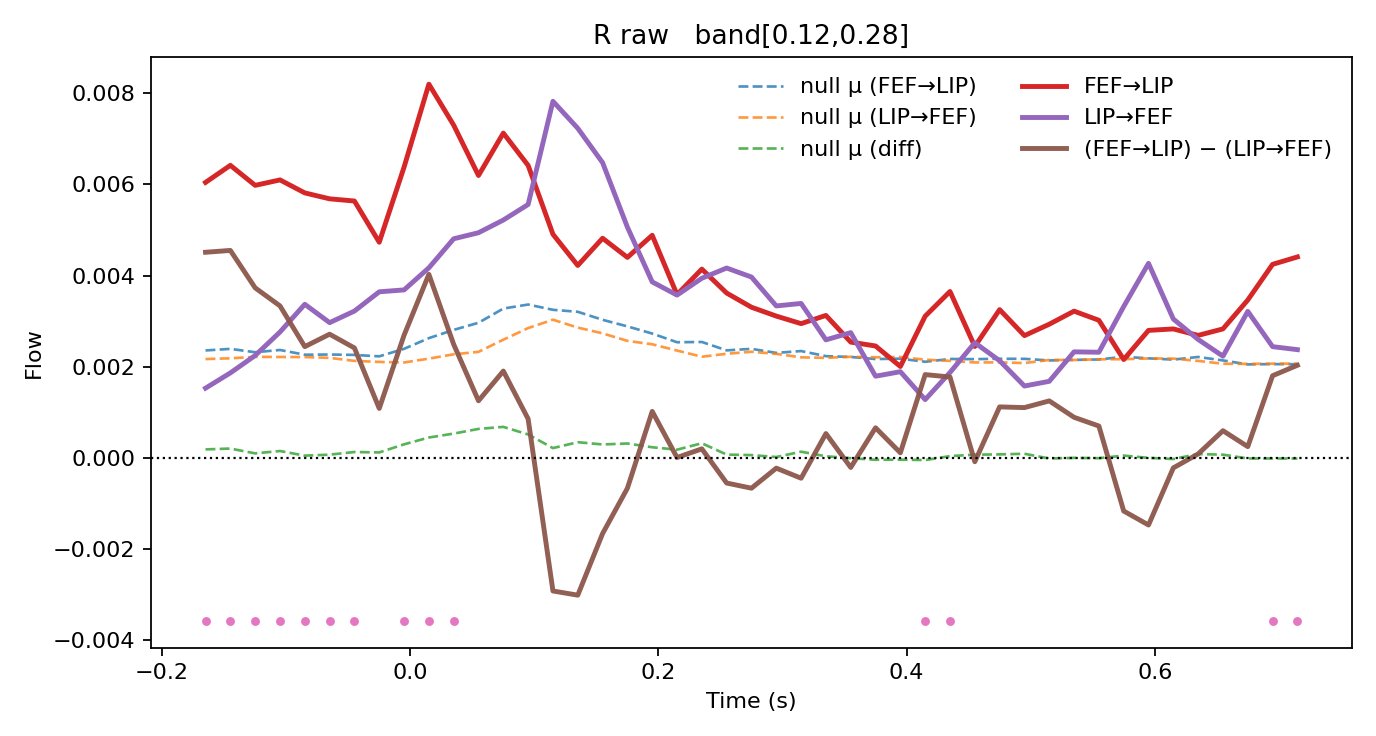 R raw   band[0.12,0.28]
null μ (FEF→LIP)
null μ (LIP→FEF)
null μ (diff)
FEF→LIP
LIP→FEF
(FEF→LIP) − (LIP→FEF)
Flow
0.008
0.006
0.004
0.002
0.000
−0.002
−0.004
−0.2
0.0
0.2
0.4
0.6
Time (s)